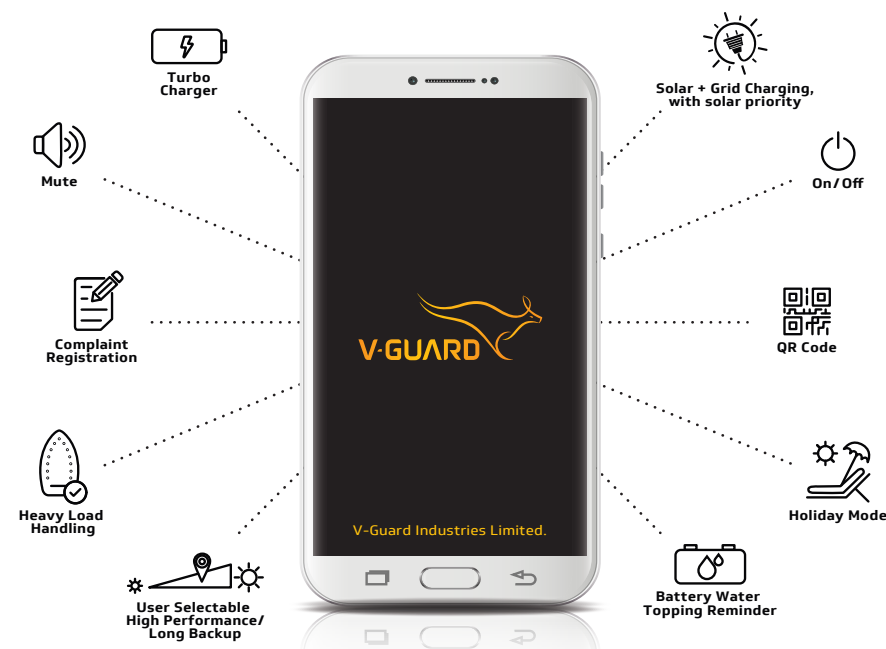 Turbo
Charger
Solar + Grid Charging,
with solar priority
Mute
On/Off
Complaint
Registration
QR Code
V-GUARD
Heavy Load
Handling
Holiday Mode
V-Guard Industries Limited.
User Selectable
High Performance/
Long Backup
Battery Water
Topping Reminder